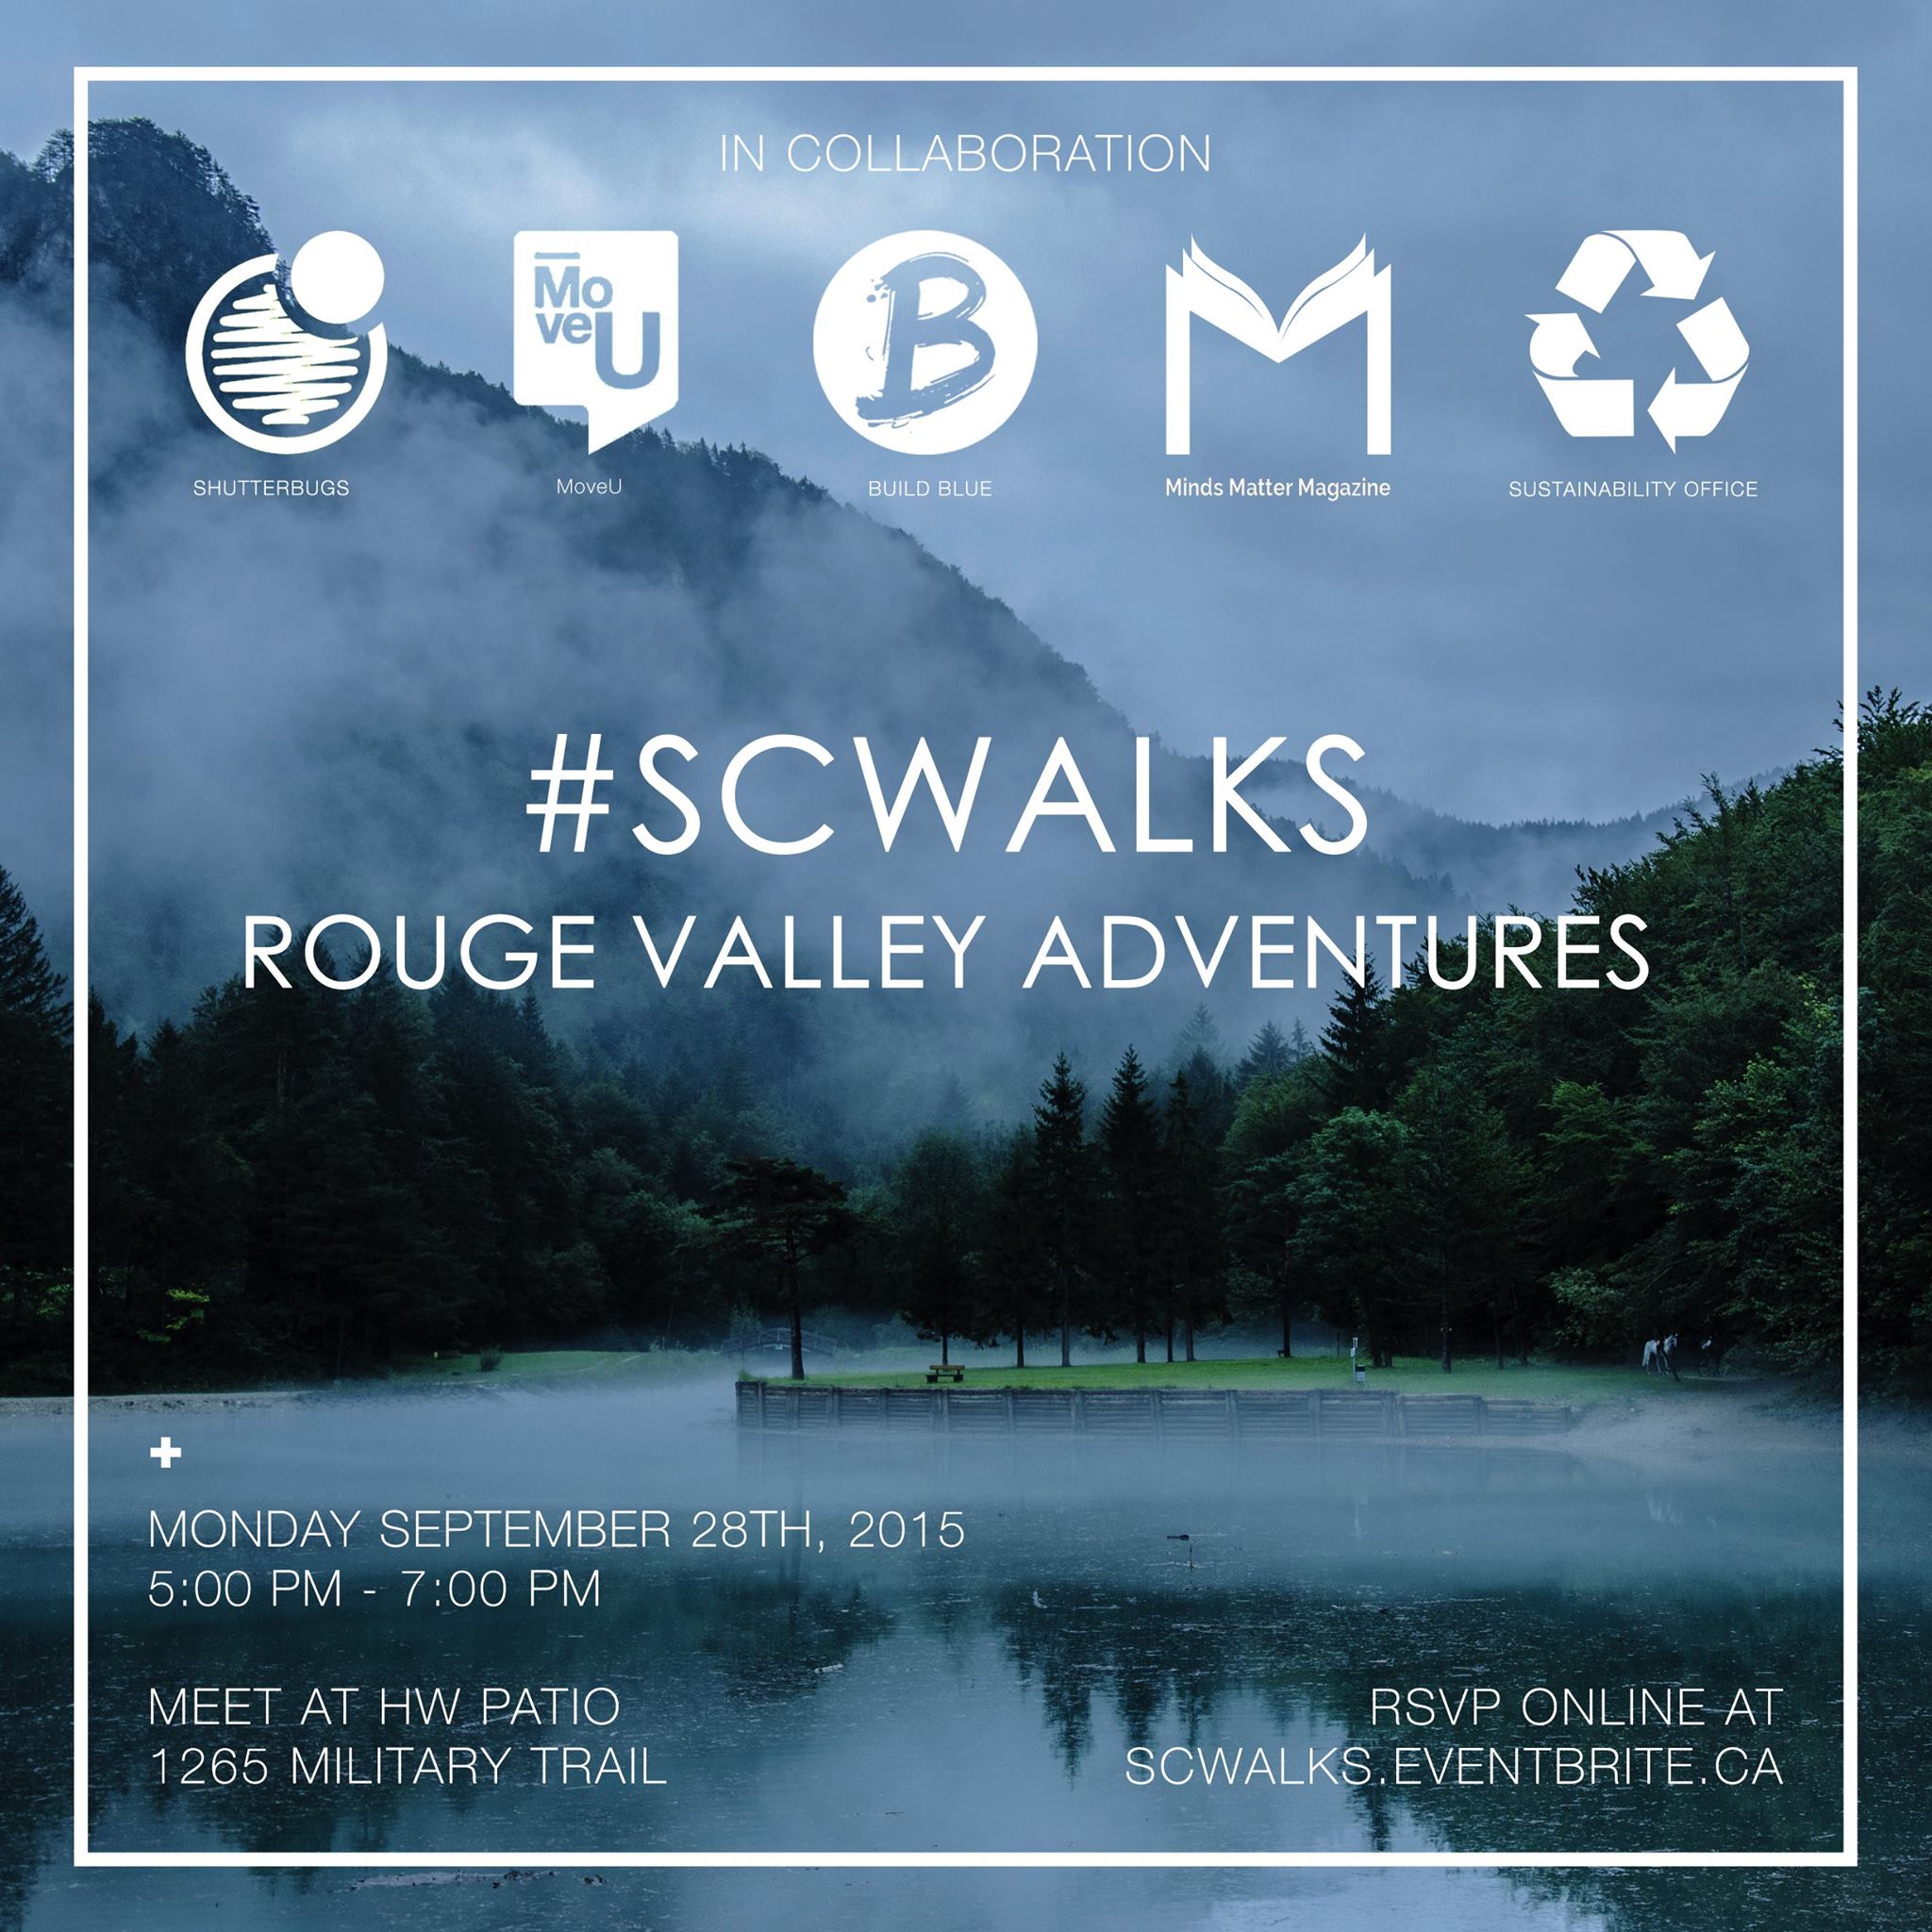 IN COLLABORATION
Mo
ve U
B
M
SHUTTERBUGS
MoveU
BUILD BLUE
Minds Matter Magazine
SUSTAINABILITY OFFICE
#SCWALKS
ROUGE VALLEY ADVENTURES
+
MONDAY SEPTEMBER 28TH, 2015
5:00 PM - 7:00 PM
MEET AT HW PATIO
1265 MILITARY TRAIL
RSVP ONLINE AT
SCWALKS.EVENTBRITE.CA